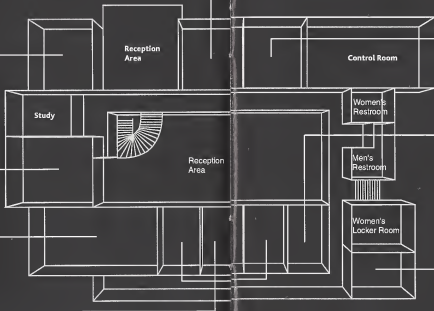 Reception
Area
Control Room
Study
Women's
Restroom
Reception
Area
Men's
Restroom
Women's
Locker Room